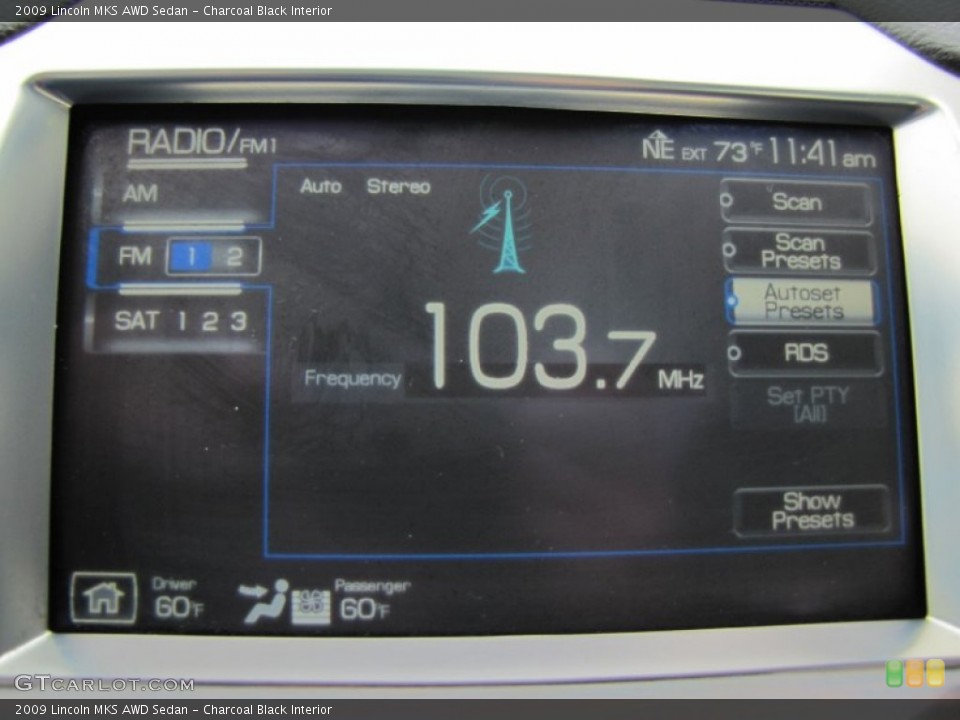 2009 Lincoln MKS AWD Sedan - Charcoal Black Interior
RADIO/FM1
NE EXT 73°F 11:41 am
AM
FM 1 2
SAT 1 2 3
Auto Stereo
103.7
Frequency MHz
Scan
Scan
Presets
Autoset
Presets
RDS
Set PTY
[All]
Show
Presets
Driver
60°F
Passenger
60°F
GTCARLOT.COM
2009 Lincoln MKS AWD Sedan - Charcoal Black Interior